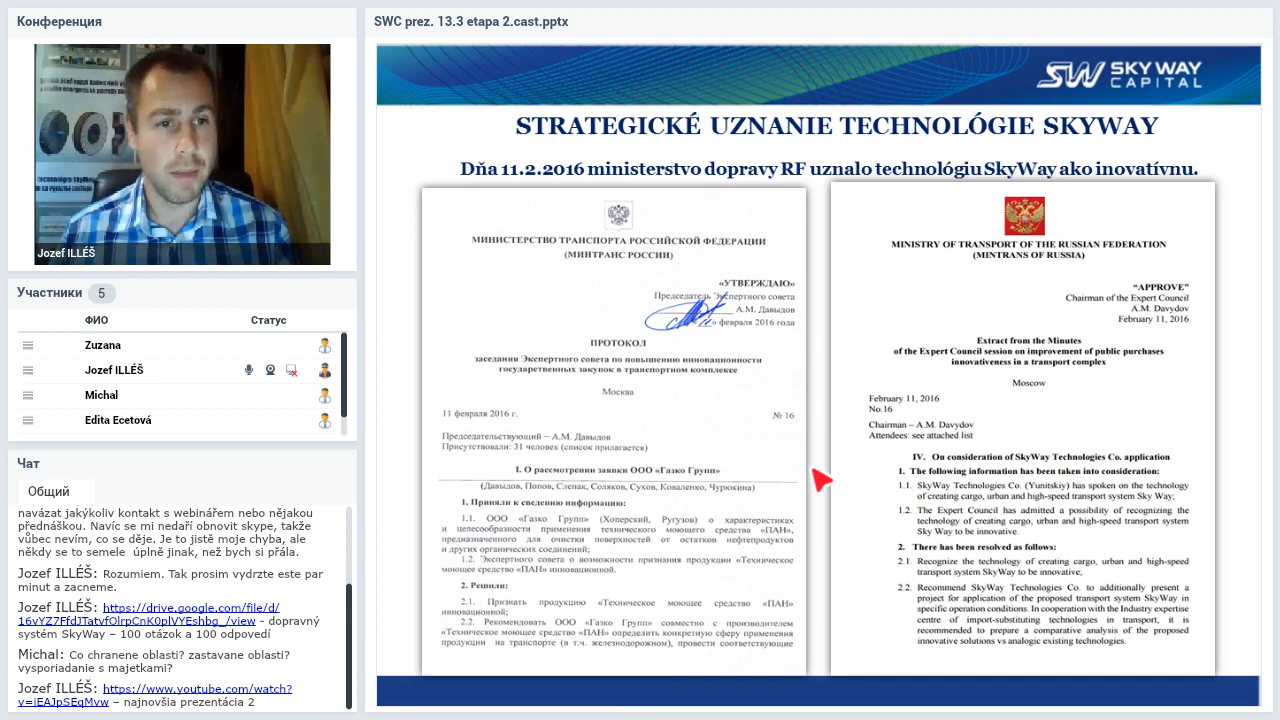 Конференция
Jozef ILLÉŠ
Участники 5
ФИО Статус
Zuzana
Jozef ILLÉŠ
Michal
Edita Ecetová
Чат
Общий
navázat jakýkoliv kontakt s webinářem nebo nějakou
přednáškou. Navíc se mi nedaří obnovit skype, takže
vůbec nevím, co se děje. Je to jistě moje chyba, ale
někdy se to semele úplně jinak, než bych si přála.
Jozef ILLÉŠ: Rozumiem. Tak prosim vydrzte este par
minut a zacneme.
Jozef ILLÉŠ: https://drive.google.com/file/d/
16vYZ7FfdJTatvfOlrpCnK0plVYEshbg_/view - dopravný
systém SkyWay – 100 otázok a 100 odpovedí
Michal: Co chranene oblasti? zastavane oblasti?
vysporiadanie s majetkami?
Jozef ILLÉŠ: https://www.youtube.com/watch?
v=iEAJpSEqMvw – najnovšia prezentácia 2
SWC prez. 13.3 etapa 2.cast.pptx
SW SKY WAY
CAPITAL
STRATEGICKÉ UZNANIE TECHNOLÓGIE SKYWAY
Dňa 11.2.2016 ministerstvo dopravy RF uznalo technológiu SkyWay ako inovatívnu.
МИНИСТЕРСТВО ТРАНСПОРТА РОССИЙСКОЙ ФЕДЕРАЦИИ
(МИНТРАНС РОССИИ)
«УТВЕРЖДАЮ»
Председатель Экспертного совета
А.М. Давыдов
февраля 2016 года
ПРОТОКОЛ
заседания Экспертного совета по повышению инновационности
государственных закупок в транспортном комплексе
Москва
11 февраля 2016 г. № 16
Председательствующий – А.М. Давыдов
Присутствовали: 31 человек (список прилагается)
I. О рассмотрении заявки ООО «Газко Групп»
(Давыдов, Попов, Слепак, Соляков, Сухов, Коваленко, Чурюкина)
1. Приняли к сведению информацию:
1.1. ООО «Газко Групп» (Хоперский, Ругузов) о характеристиках
и целесообразности применения технического моющего средства «ПАН»,
предназначенного для очистки поверхностей от остатков нефтепродуктов
и других органических соединений;
1.2. Экспертного совета о возможности признания продукции «Техническое
моющее средство «ПАН» инновационной.
2. Решили:
2.1. Признать продукцию «Техническое моющее средство «ПАН»
инновационной;
2.2. Рекомендовать ООО «Газко Групп» совместно с производителем
«Техническое моющее средство «ПАН» определить конкретную сферу применения
продукции на транспорте (в т.ч. железнодорожном), провести соответствующие
MINISTRY OF TRANSPORT OF THE RUSSIAN FEDERATION
(MINTRANS OF RUSSIA)
“APPROVE”
Chairman of the Expert Council
A.M. Davydov
February 11, 2016
Extract from the Minutes
of the Expert Council session on improvement of public purchases
innovativeness in a transport complex
Moscow
February 11, 2016
No.16
Chairman – A.M. Davydov
Attendees: see attached list
IV. On consideration of SkyWay Technologies Co. application
1. The following information has been taken into consideration:
1.1. SkyWay Technologies Co. (Yunitskiy) has spoken on the technology
of creating cargo, urban and high-speed transport system Sky Way;
1.2. The Expert Council has admitted a possibility of recognizing the
technology of creating cargo, urban and high-speed transport system
Sky Way to be innovative.
2. There has been resolved as follows:
2.1. Recognize the technology of creating cargo, urban and high-speed
transport system SkyWay to be innovative;
2.2. Recommend SkyWay Technologies Co. to additionally present a
project for application of the proposed transport system SkyWay in
specific operation conditions. In cooperation with the Industry expertise
centre of import-substituting technologies in transport, it is
recommended to prepare a comparative analysis of the proposed
innovative solutions vs analogic existing technologies.